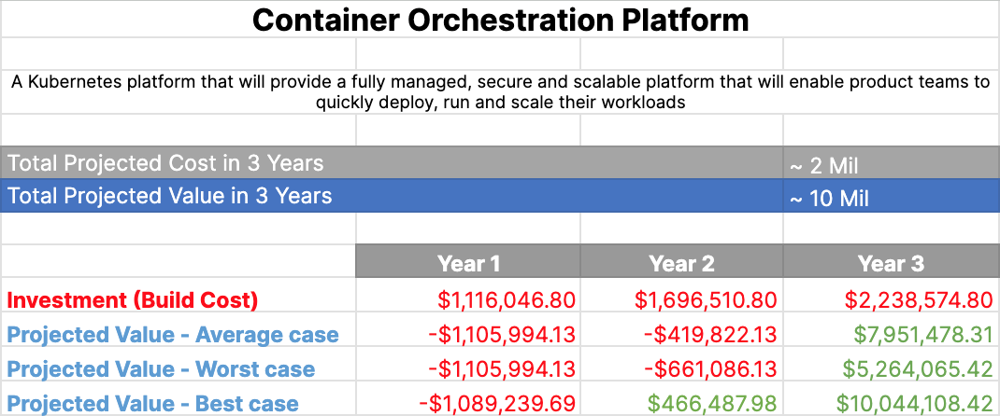 Container Orchestration Platform
A Kubernetes platform that will provide a fully managed, secure and scalable platform that will enable product teams to
quickly deploy, run and scale their workloads
Total Projected Cost in 3 Years ~ 2 Mil
Total Projected Value in 3 Years ~ 10 Mil
Year 1 Year 2 Year 3
Investment (Build Cost) $1,116,046.80 $1,696,510.80 $2,238,574.80
Projected Value - Average case -$1,105,994.13 -$419,822.13 $7,951,478.31
Projected Value - Worst case -$1,105,994.13 -$661,086.13 $5,264,065.42
Projected Value - Best case -$1,089,239.69 $466,487.98 $10,044,108.42